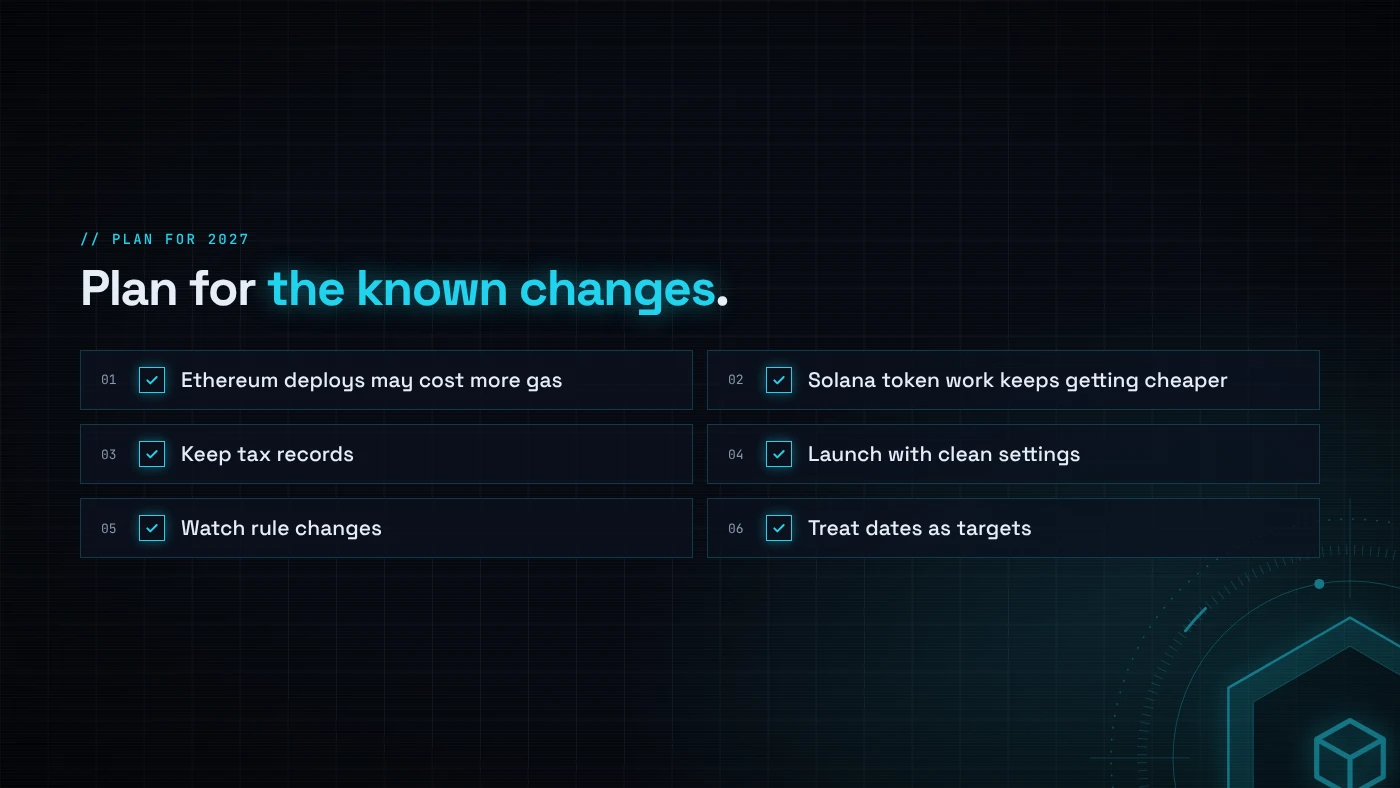 // PLAN FOR 2027
Plan for the known changes.
01 Ethereum deploys may cost more gas
02 Solana token work keeps getting cheaper
03 Keep tax records
04 Launch with clean settings
05 Watch rule changes
06 Treat dates as targets